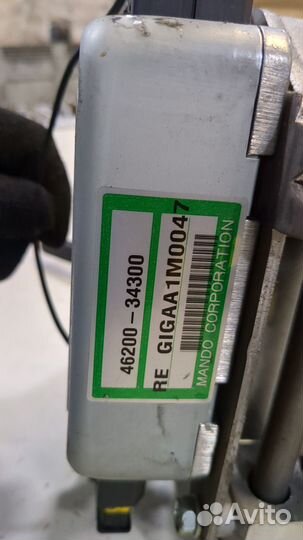 46200-34300
RE GIGAA1M0047
MANDO CORPORATION
Avito